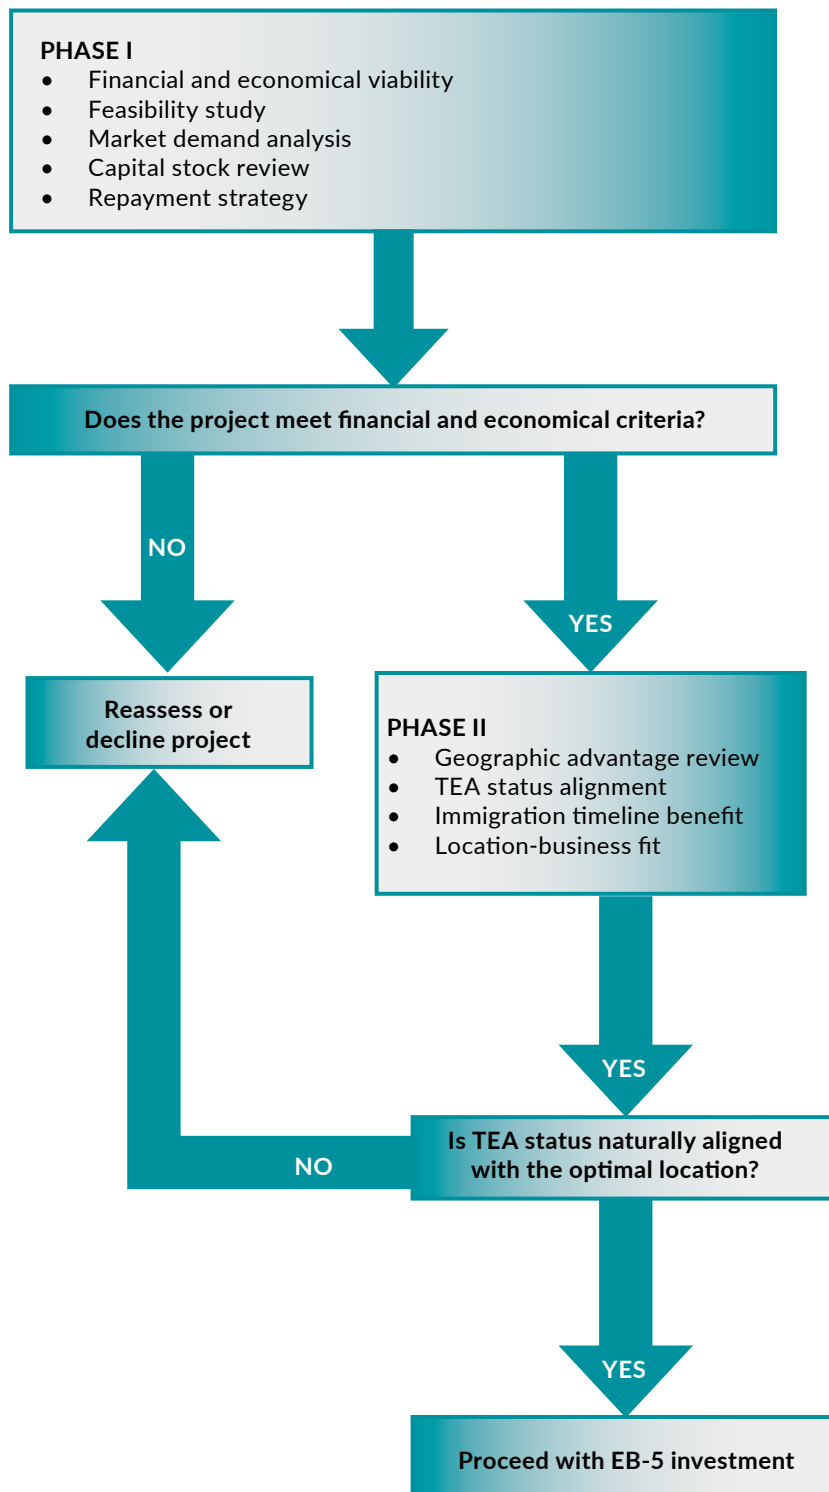 PHASE I
• Financial and economical viability
• Feasibility study
• Market demand analysis
• Capital stock review
• Repayment strategy
Does the project meet financial and economical criteria?
NO
YES
Reassess or
decline project
PHASE II
• Geographic advantage review
• TEA status alignment
• Immigration timeline benefit
• Location-business fit
YES
Is TEA status naturally aligned
with the optimal location?
NO
YES
Proceed with EB-5 investment